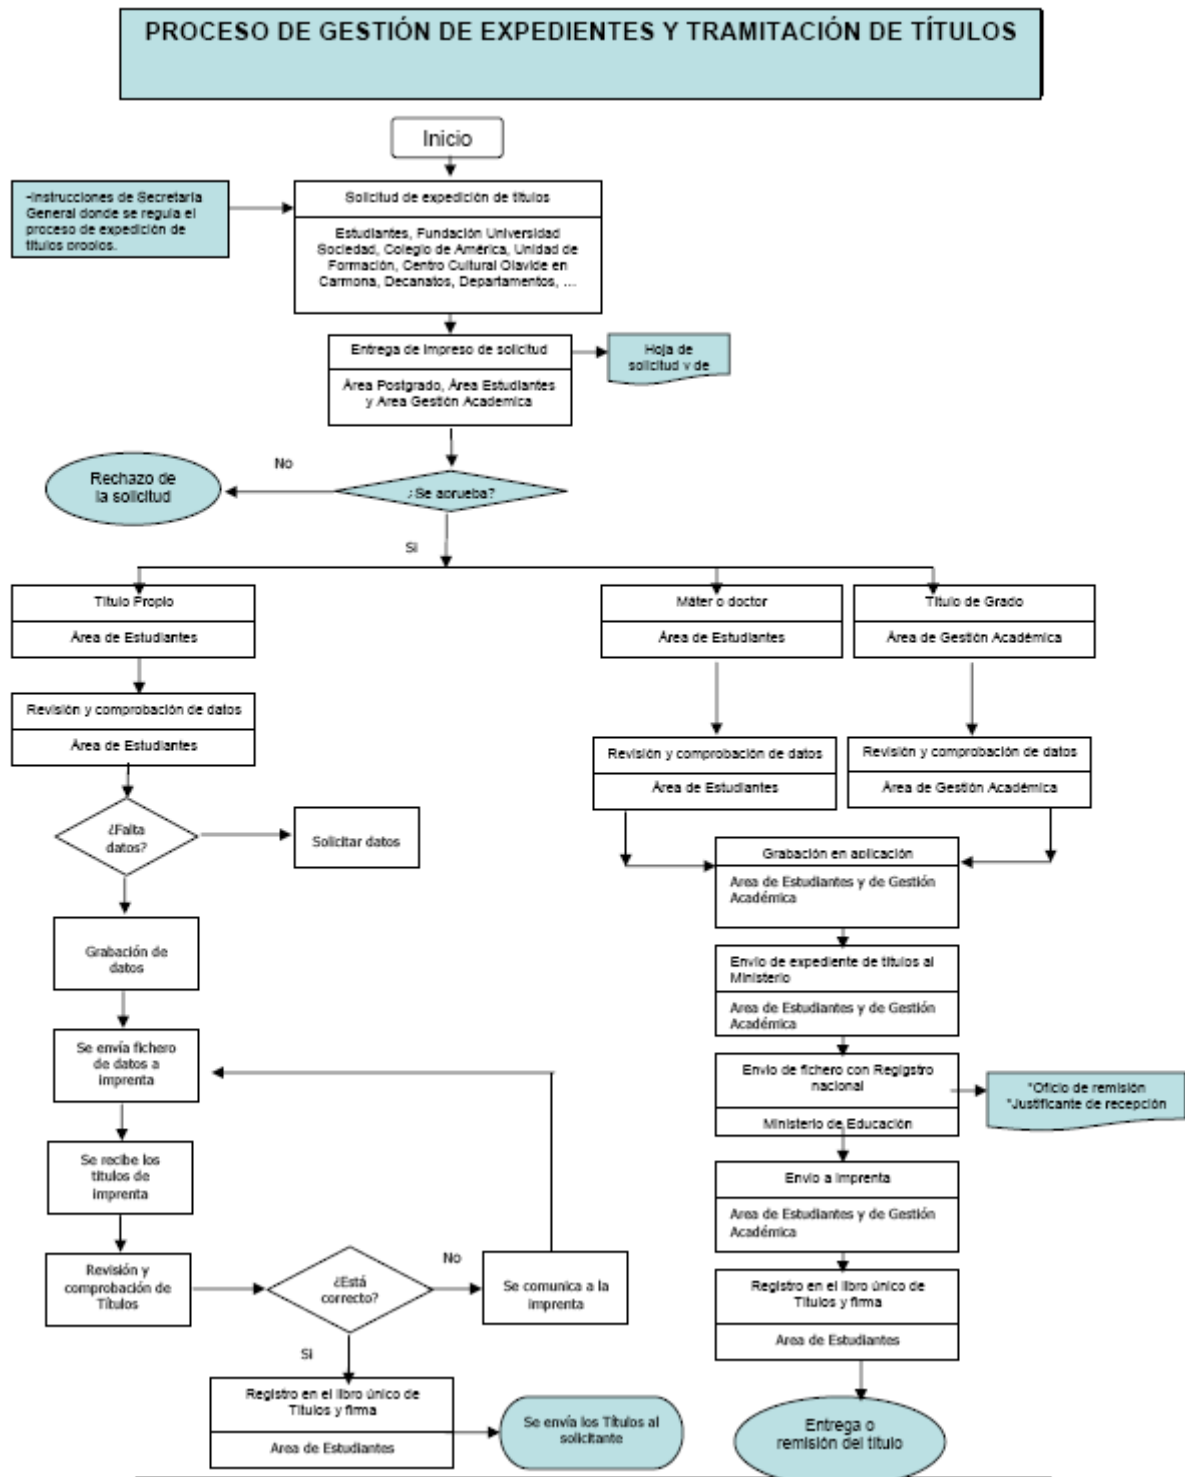 PROCESO DE GESTIÓN DE EXPEDIENTES Y TRAMITACIÓN DE TÍTULOS
Inicio
-Instrucciones de Secretaría
General donde se regula el
proceso de expedición de
títulos propios.
Solicitud de expedición de títulos
Estudiantes, Fundación Universidad
Sociedad, Colegio de América, Unidad de
Formación, Centro Cultural Olavide en
Carmona, Decanatos, Departamentos, ...
Entrega de impreso de solicitud
Área Postgrado, Área Estudiantes
y Area Gestión Academica
Hoja de
solicitud y de
No
Rechazo de
la solicitud
¿Se aprueba?
Si
Título Propio
Área de Estudiantes
Máter o doctor
Área de Estudiantes
Título de Grado
Área de Gestión Académica
Revisión y comprobación de datos
Área de Estudiantes
Revisión y comprobación de datos
Área de Estudiantes
Revisión y comprobación de datos
Área de Gestión Académica
¿Falta
datos?
Solicitar datos
Grabación en aplicación
Area de Estudiantes y de Gestión
Académica
Grabación de
datos
Envío de expediente de títulos al
Ministerio
Area de Estudiantes y de Gestión
Académica
Se envía fichero
de datos a
imprenta
Envío de fichero con Regigstro
nacional
Ministerio de Educación
*Oficio de remisión
*Justificante de recepción
Se recibe los
títulos de
imprenta
Envío a imprenta
Area de Estudiantes y de Gestión
Académica
Revisión y
comprobación de
Títulos
¿Está
correcto?
No
Se comunica a la
imprenta
Registro en el libro único de
Títulos y firma
Area de Estudiantes
Si
Registro en el libro único de
Títulos y firma
Area de Estudiantes
Se envía los Títulos al
solicitante
Entrega o
remisión del título